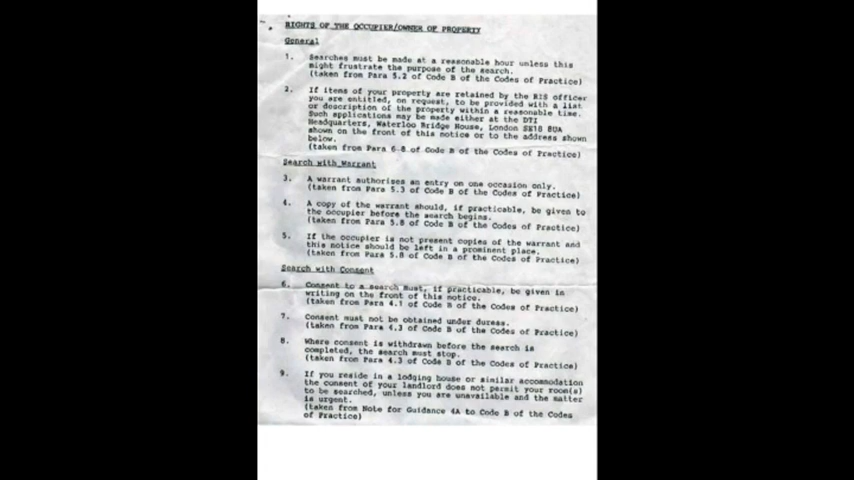 RIGHTS OF THE OCCUPIER/OWNER OF PROPERTY
General
1. Searches must be made at a reasonable hour unless this
might frustrate the purpose of the search.
(taken from Para 5.2 of Code B of the Codes of Practice)
2. If items of your property are retained by the RIS officer
you are entitled, on request, to be provided with a list
or description of the property within a reasonable time.
Such applications may be made either at the DTI
Headquarters, Waterloo Bridge House, London SE18 8UA
shown on the front of this notice or to the address shown
below.
(taken from Para 6-8 of Code B of the Codes of Practice)
Search with Warrant
3. A warrant authorises an entry on one occasion only.
(taken from Para 5.3 of Code B of the Codes of Practice)
4. A copy of the warrant should, if practicable, be given to
the occupier before the search begins.
(taken from Para 5.8 of Code B of the Codes of Practice)
5. If the occupier is not present copies of the warrant and
this notice should be left in a prominent place.
(taken from Para 5.8 of Code B of the Codes of Practice)
Search with Consent
6. Consent to a search must, if practicable, be given in
writing on the front of this notice.
(taken from Para 4.1 of Code B of the Codes of Practice)
7. Consent must not be obtained under duress.
(taken from Para 4.3 of Code B of the Codes of Practice)
8. Where consent is withdrawn before the search is
completed, the search must stop.
(taken from Para 4.3 of Code B of the Codes of Practice)
9. If you reside in a lodging house or similar accommodation
the consent of your landlord does not permit your room(s)
to be searched, unless you are unavailable and the matter
is urgent.
(taken from Note for Guidance 4A to Code B of the Codes
of Practice)